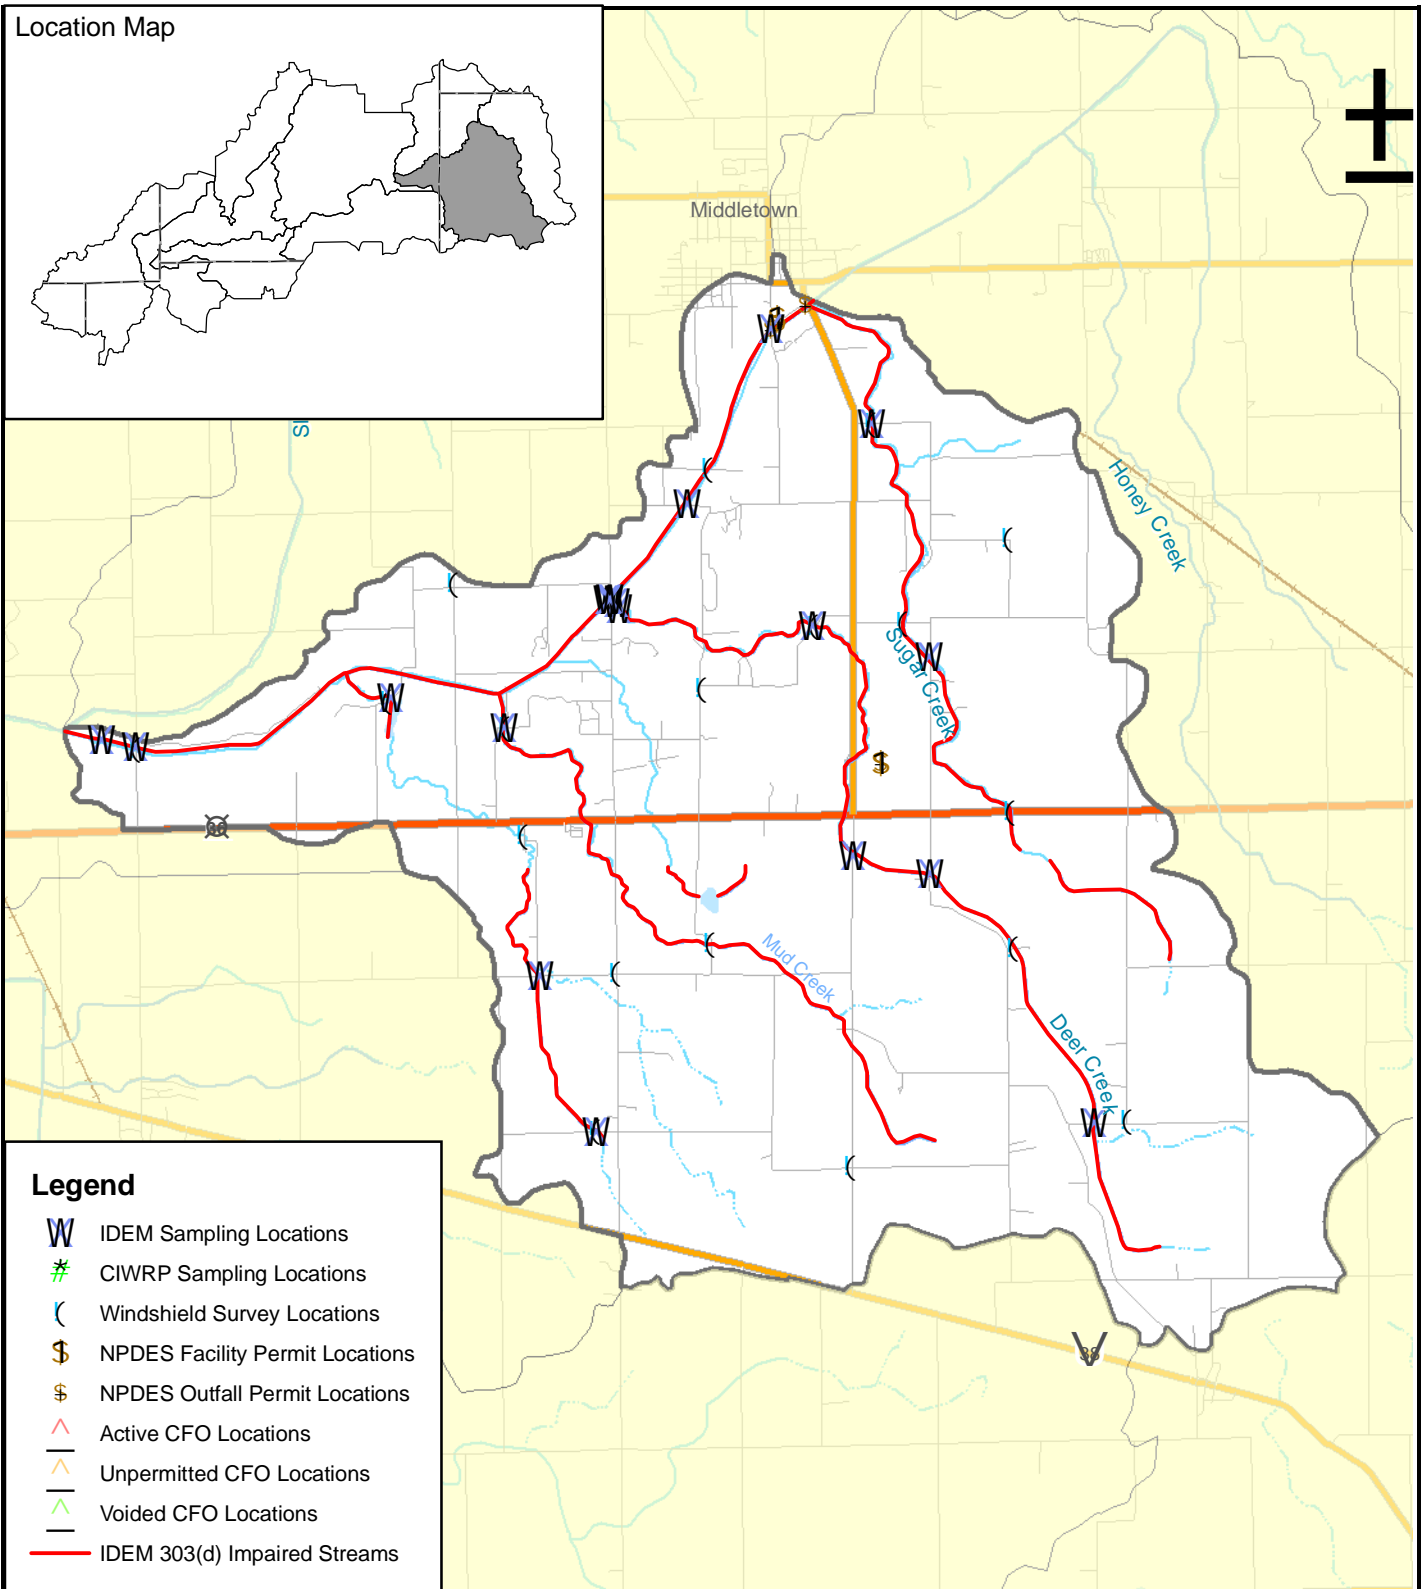 Location Map
Middletown
Sl
Honey Creek
Sugar Creek
Mud Creek
Deer Creek
38
Legend
IDEM Sampling Locations
CIWRP Sampling Locations
Windshield Survey Locations
NPDES Facility Permit Locations
NPDES Outfall Permit Locations
Active CFO Locations
Unpermitted CFO Locations
Voided CFO Locations
IDEM 303(d) Impaired Streams